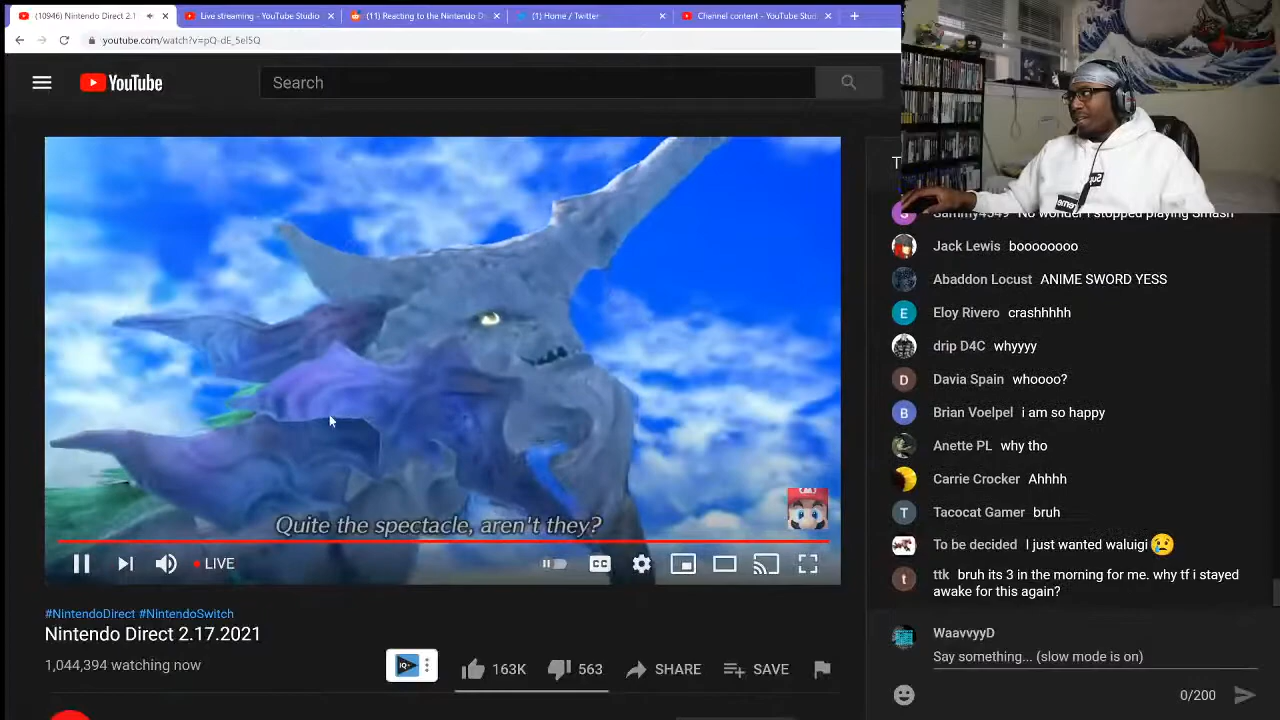 (10946) Nintendo Direct 2.1
Live streaming - YouTube Studio
(11) Reacting to the Nintendo D
(1) Home / Twitter
Channel content - YouTube Stud
youtube.com/watch?v=pQ-dE_5elSQ
YouTube
Search
T
Sammy4549 No wonder I stopped playing Smash
Jack Lewis boooooooo
Abaddon Locust ANIME SWORD YESS
Eloy Rivero crashhhhh
drip D4C whyyyy
Davia Spain whoooo?
Brian Voelpel i am so happy
Anette PL why tho
Carrie Crocker Ahhhh
Tacocat Gamer bruh
To be decided I just wanted waluigi 😢
ttk bruh its 3 in the morning for me. why tf i stayed
awake for this again?
WaavvyyD
Say something... (slow mode is on)
0/200
Quite the spectacle, aren't they?
LIVE
CC
#NintendoDirect #NintendoSwitch
Nintendo Direct 2.17.2021
1,044,394 watching now
IQ
163K
563
SHARE
SAVE